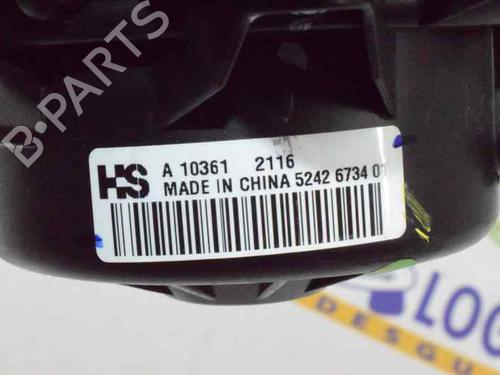 B-PARTS
HS
A 10361 2116
MADE IN CHINA 5242 6734 01
LOG
DESGU